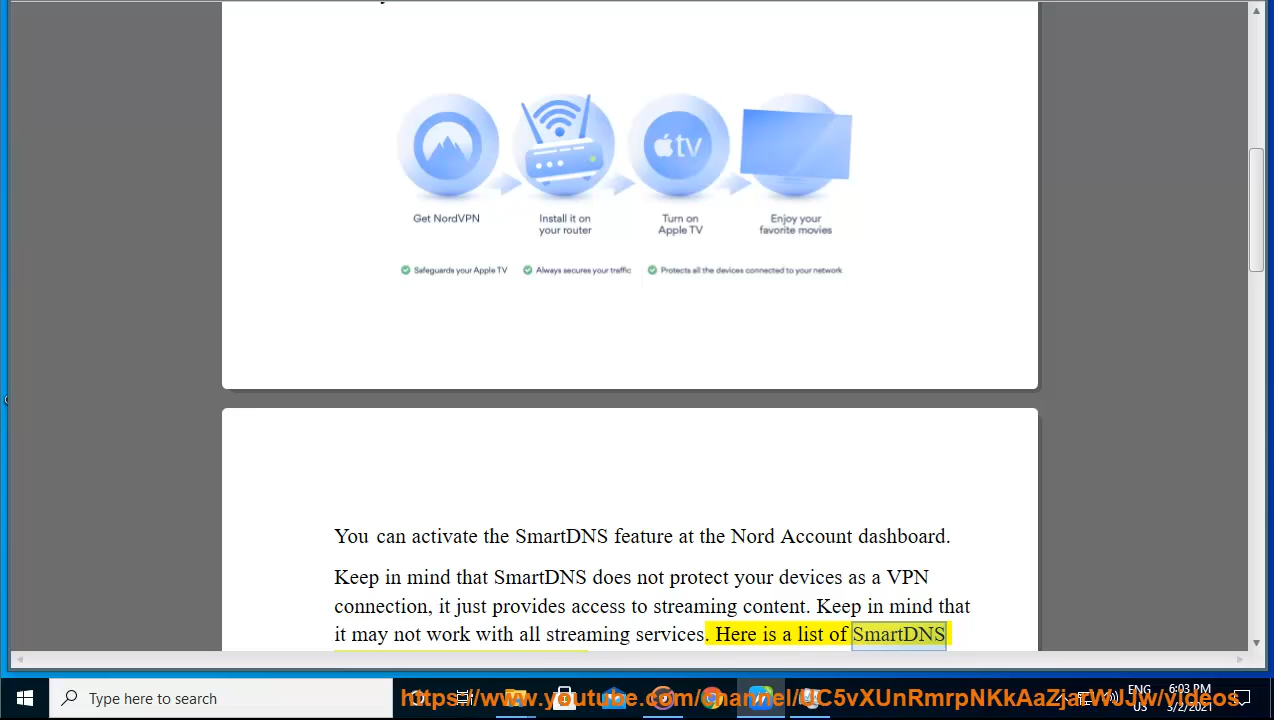 tv
Get NordVPN
Install it on
your router
Turn on
Apple TV
Enjoy your
favorite movies
Safeguards your Apple TV
Always secures your traffic
Protects all the devices connected to your network
You can activate the SmartDNS feature at the Nord Account dashboard.
Keep in mind that SmartDNS does not protect your devices as a VPN
connection, it just provides access to streaming content. Keep in mind that
it may not work with all streaming services. Here is a list of SmartDNS
Type here to search
ENG
US
6:03 PM
3/2/2021